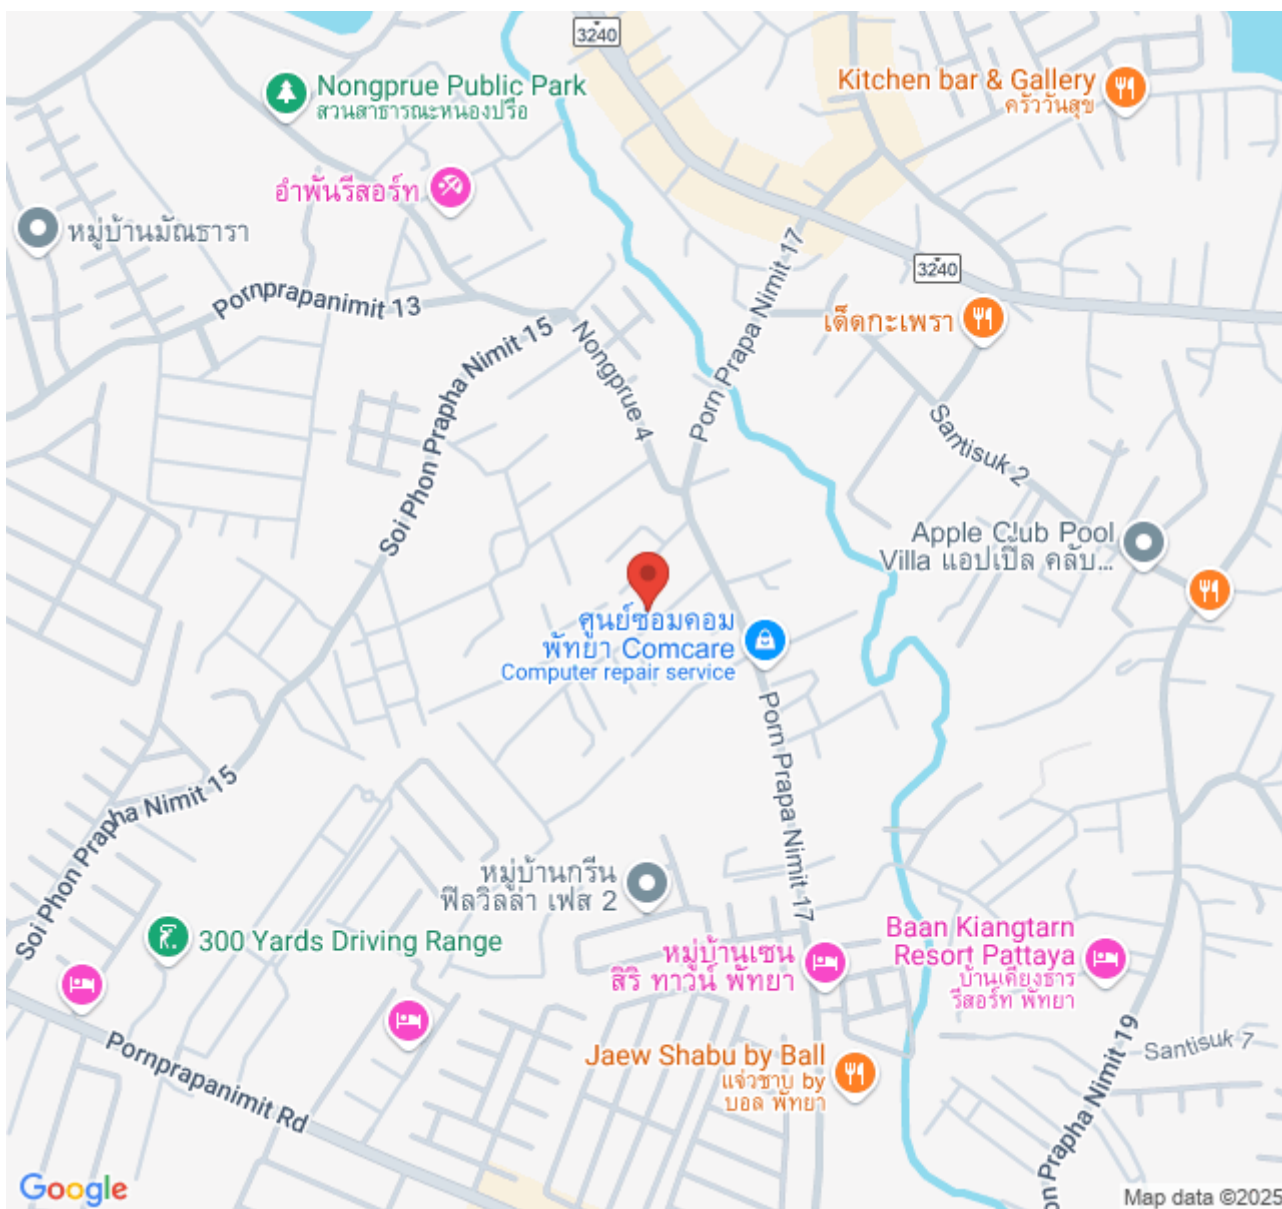 3240
Nongprue Public Park
สวนสาธารณะหนองปรือ
Kitchen bar & Gallery
ครัววันสุข
อำพันรีสอร์ท
หมู่บ้านมัณธารา
Pornprapanimit 13
Soi Phon Prapha Nimit 15
Nongprue 4
Porn Prapa Nimit 17
3240
เด็ดกะเพรา
Santisuk 2
Apple Club Pool
Villa แอปเปิ้ล คลับ...
ศูนย์ซ่อมคอม
พัทยา Comcare
Computer repair service
Porn Prapa Nimit 17
Soi Phon Prapha Nimit 15
หมู่บ้านกรีน
ฟิลวิลล่า เฟส 2
300 Yards Driving Range
หมู่บ้านเซน
สิริ ทาวน์ พัทยา
Baan Kiangtarn
Resort Pattaya
บ้านเคียงธาร
รีสอร์ท พัทยา
Pornprapanimit Rd
Jaew Shabu by Ball
แจ่วชาบู by
บอล พัทยา
Santisuk 7
on Prapha Nimit 19
Google
Map data ©2025